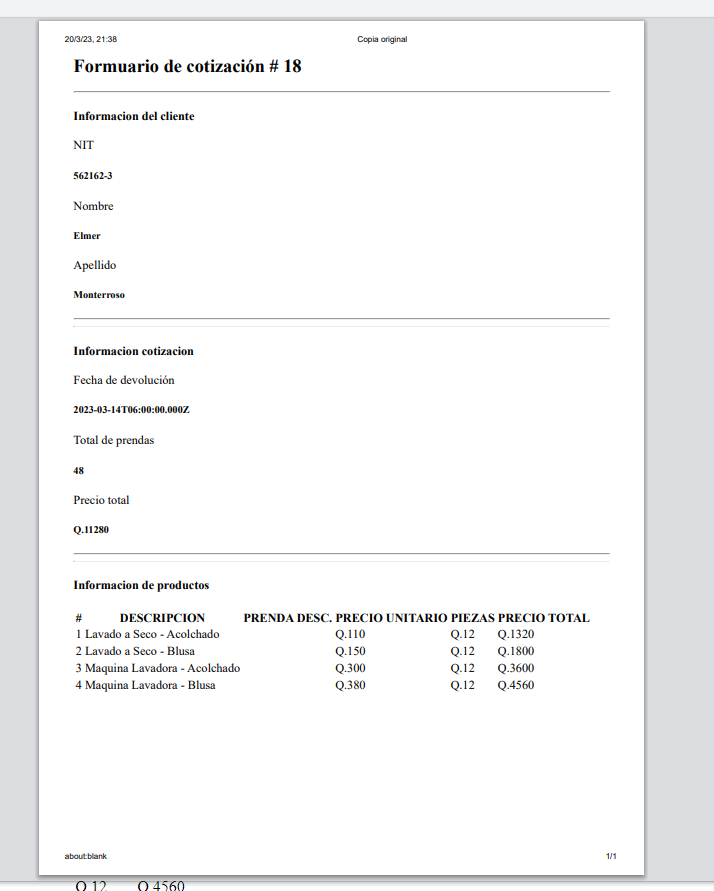 20/3/23, 21:38 Copia original
Formuario de cotización # 18
Informacion del cliente
NIT
562162-3
Nombre
Elmer
Apellido
Monterroso
Informacion cotizacion
Fecha de devolución
2023-03-14T06:00:00.000Z
Total de prendas
48
Precio total
Q.11280
Informacion de productos
# DESCRIPCION PRENDA DESC. PRECIO UNITARIO PIEZAS PRECIO TOTAL
1 Lavado a Seco - Acolchado Q.110 Q.12 Q.1320
2 Lavado a Seco - Blusa Q.150 Q.12 Q.1800
3 Maquina Lavadora - Acolchado Q.300 Q.12 Q.3600
4 Maquina Lavadora - Blusa Q.380 Q.12 Q.4560
about:blank 1/1
Q.12 Q.4560